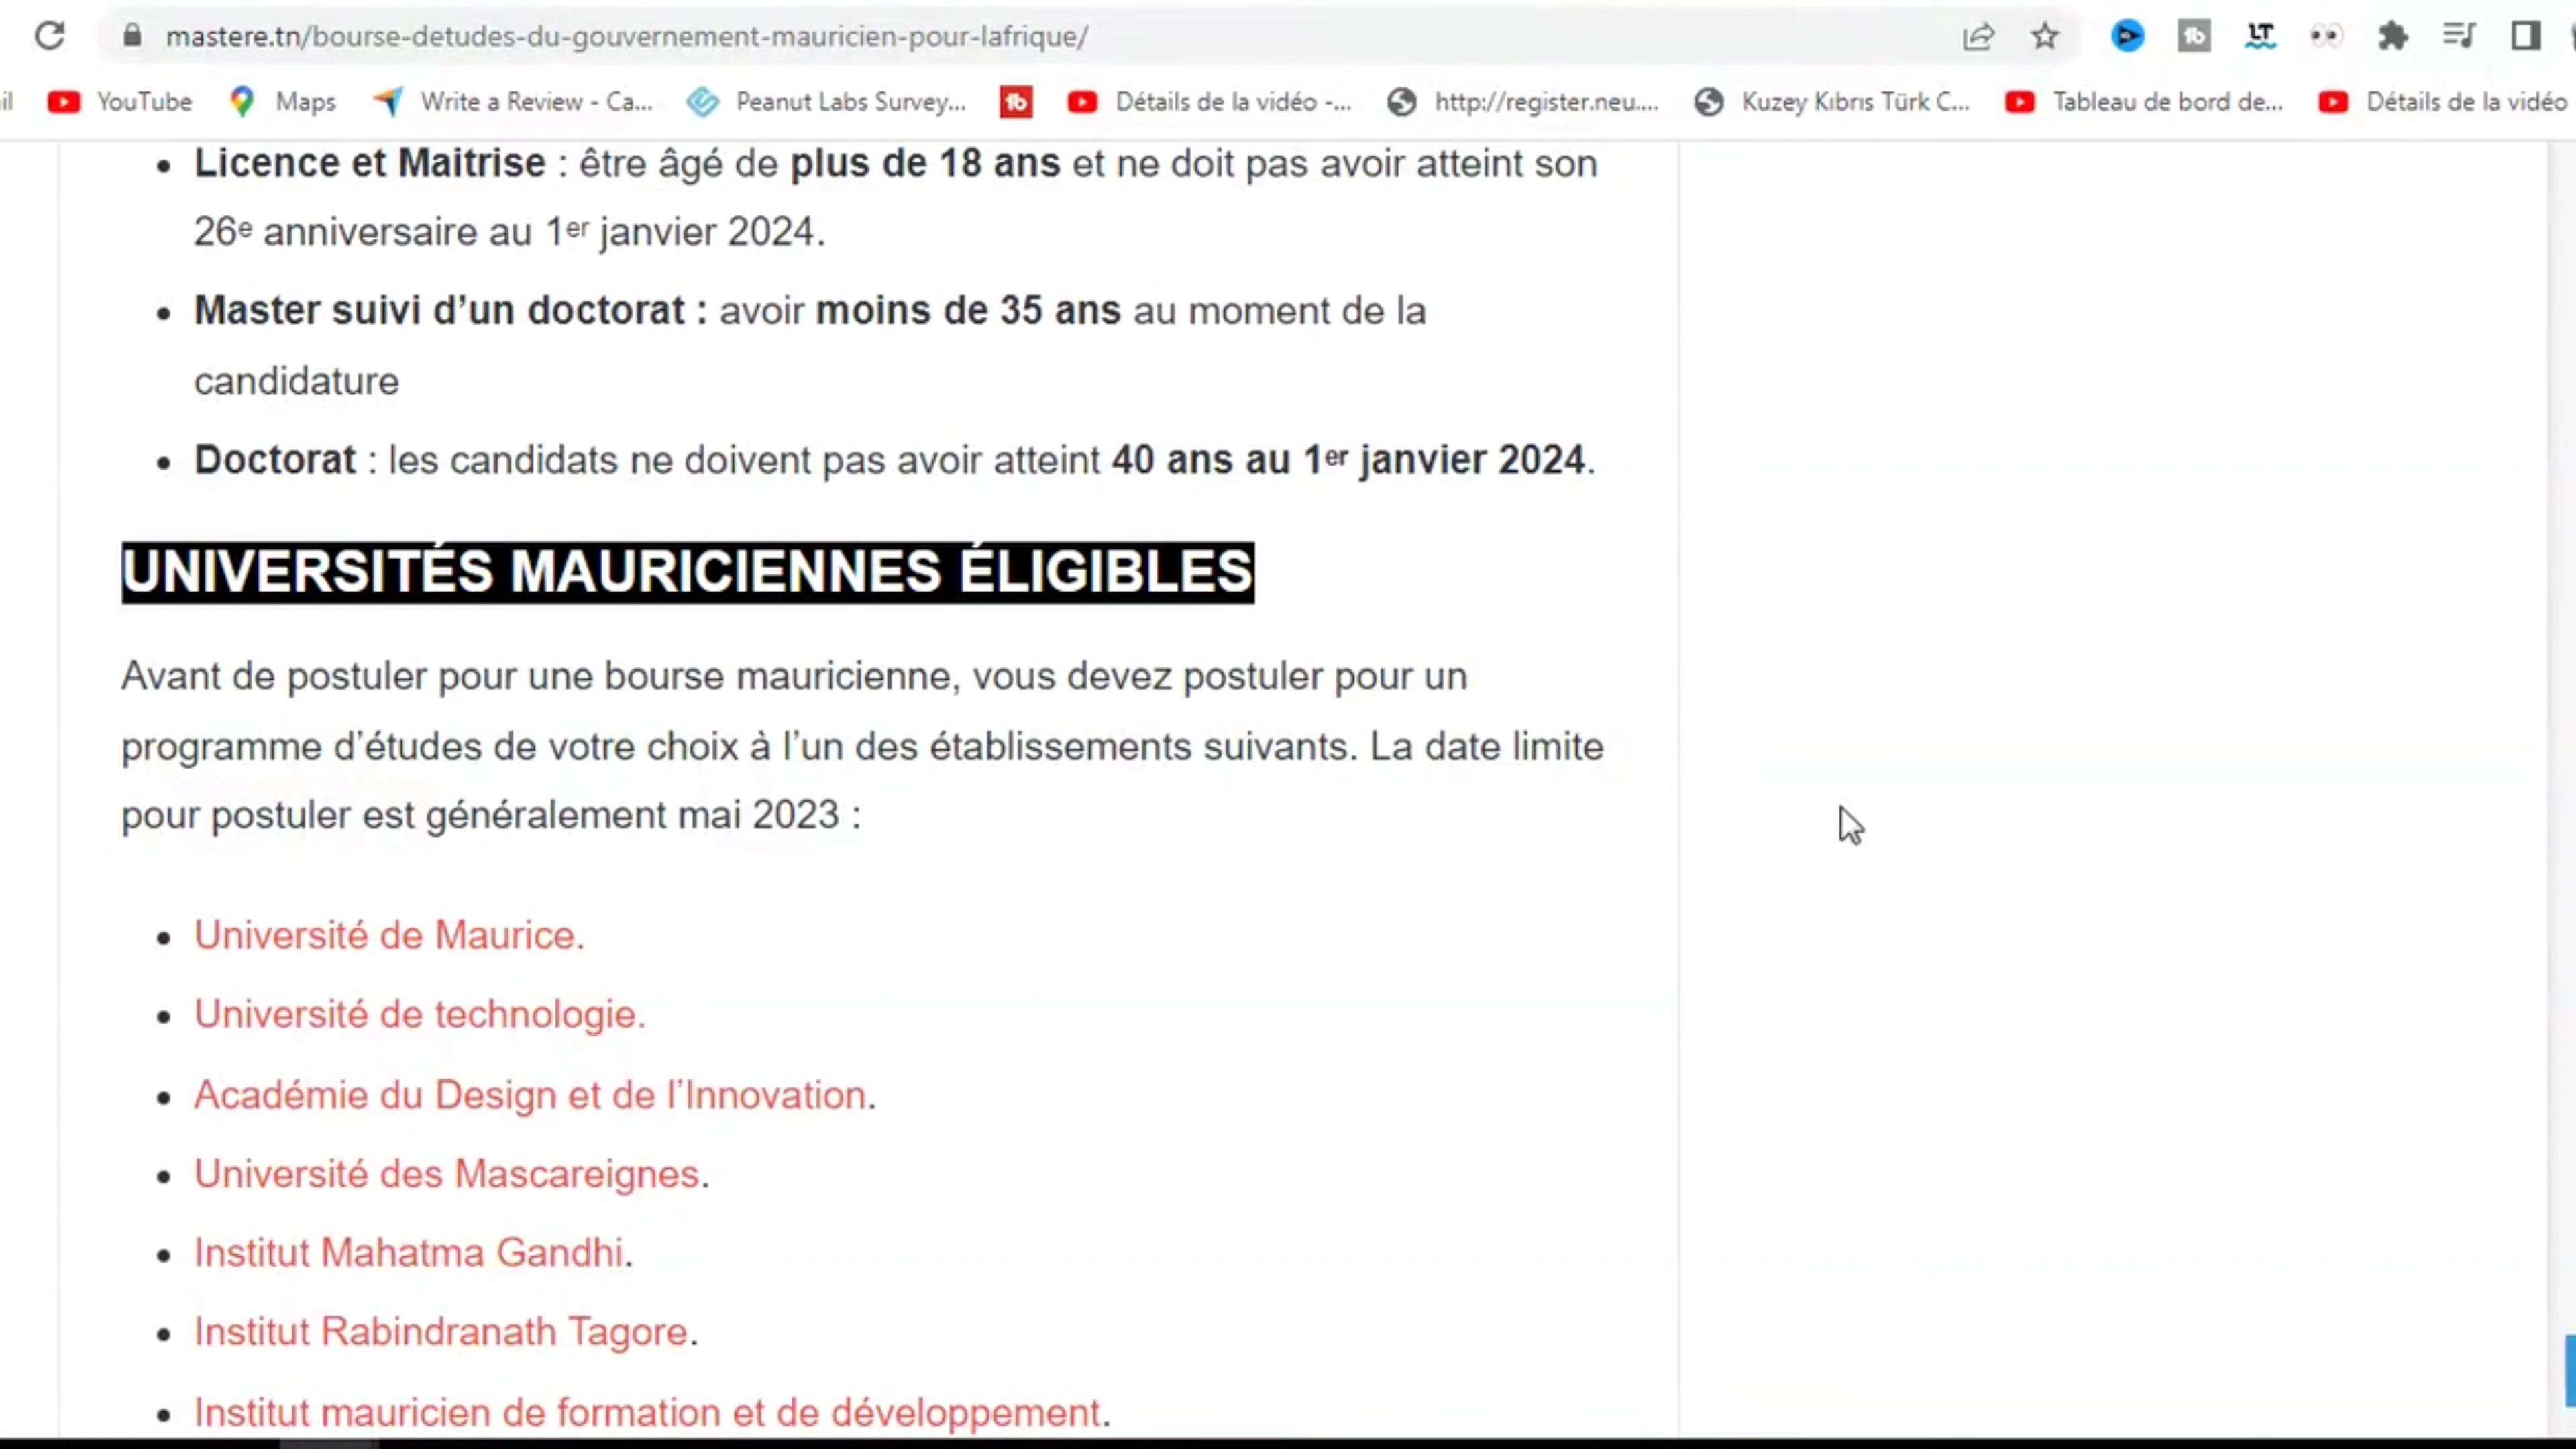 mastere.tn/bourse-detudes-du-gouvernement-mauricien-pour-lafrique/
YouTube Maps Write a Review - Ca... Peanut Labs Survey... Détails de la vidéo -... http://register.neu.... Kuzey Kıbrıs Türk C... Tableau de bord de... Détails de la vidéo
• Licence et Maitrise : être âgé de plus de 18 ans et ne doit pas avoir atteint son
26e anniversaire au 1er janvier 2024.
• Master suivi d’un doctorat : avoir moins de 35 ans au moment de la
candidature
• Doctorat : les candidats ne doivent pas avoir atteint 40 ans au 1er janvier 2024.
UNIVERSITÉS MAURICIENNES ÉLIGIBLES
Avant de postuler pour une bourse mauricienne, vous devez postuler pour un
programme d’études de votre choix à l’un des établissements suivants. La date limite
pour postuler est généralement mai 2023 :
• Université de Maurice.
• Université de technologie.
• Académie du Design et de l’Innovation.
• Université des Mascareignes.
• Institut Mahatma Gandhi.
• Institut Rabindranath Tagore.
• Institut mauricien de formation et de développement.